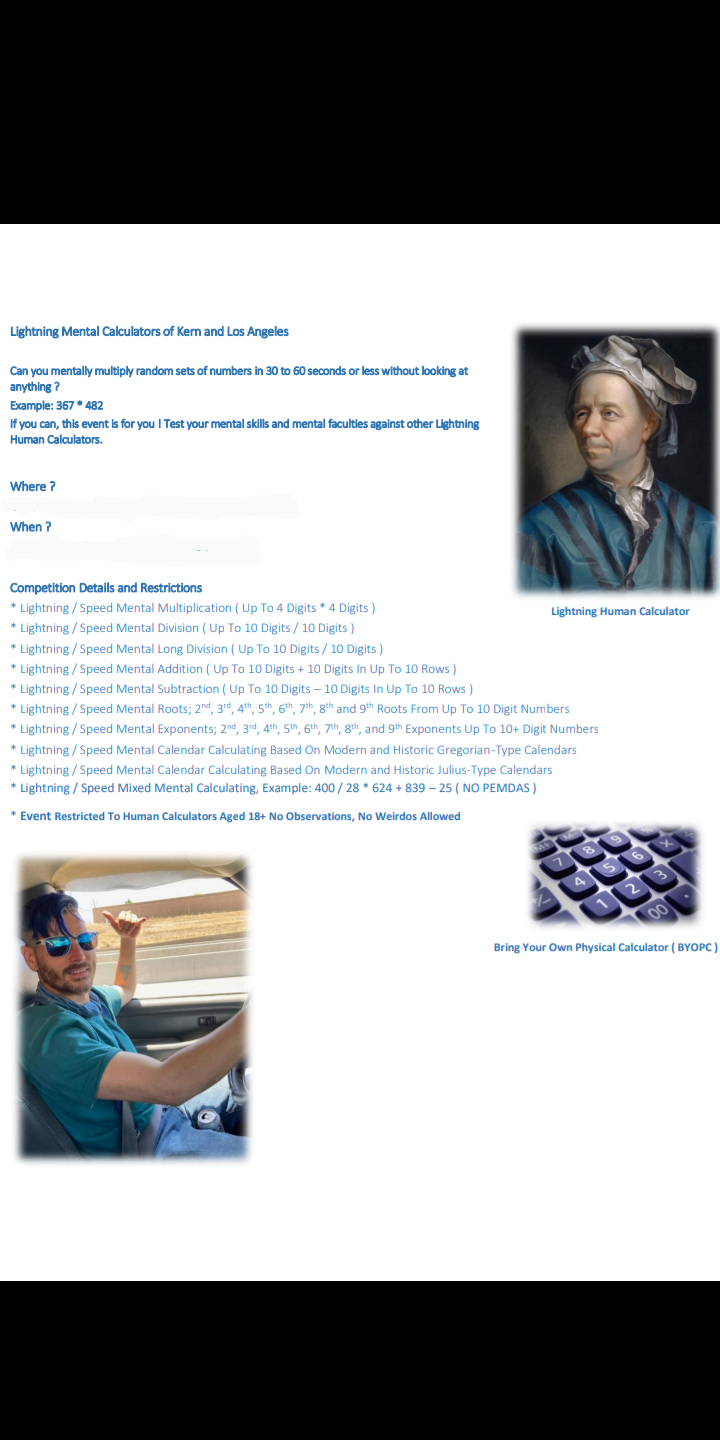 Lightning Mental Calculators of Kern and Los Angeles
Can you mentally multiply random sets of numbers in 30 to 60 seconds or less without looking at
anything ?
Example: 367 * 482
If you can, this event is for you ! Test your mental skills and mental faculties against other Lightning
Human Calculators.
Where ?
When ?
Competition Details and Restrictions
* Lightning / Speed Mental Multiplication ( Up To 4 Digits * 4 Digits )
* Lightning / Speed Mental Division ( Up To 10 Digits / 10 Digits )
* Lightning / Speed Mental Long Division ( Up To 10 Digits / 10 Digits )
* Lightning / Speed Mental Addition ( Up To 10 Digits + 10 Digits In Up To 10 Rows )
* Lightning / Speed Mental Subtraction ( Up To 10 Digits – 10 Digits In Up To 10 Rows )
* Lightning / Speed Mental Roots; 2nd, 3rd, 4th, 5th, 6th, 7th, 8th and 9th Roots From Up To 10 Digit Numbers
* Lightning / Speed Mental Exponents; 2nd, 3rd, 4th, 5th, 6th, 7th, 8th, and 9th Exponents Up To 10+ Digit Numbers
* Lightning / Speed Mental Calendar Calculating Based On Modern and Historic Gregorian-Type Calendars
* Lightning / Speed Mental Calendar Calculating Based On Modern and Historic Julius-Type Calendars
* Lightning / Speed Mixed Mental Calculating, Example: 400 / 28 * 624 + 839 – 25 ( NO PEMDAS )
* Event Restricted To Human Calculators Aged 18+ No Observations, No Weirdos Allowed
Lightning Human Calculator
M+ M- M×
7 8 9
4 5 6 ×
1 2 3
+/- 00
Bring Your Own Physical Calculator ( BYOPC )